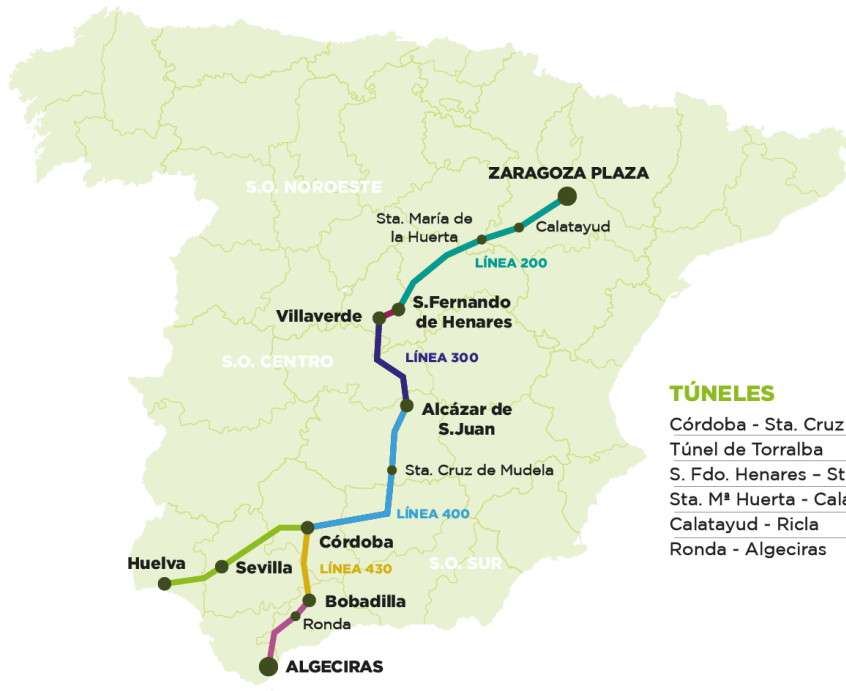 ZARAGOZA PLAZA
S.O. NOROESTE
Sta. María de
la Huerta
Calatayud
LÍNEA 200
S.Fernando
de Henares
Villaverde
S.O. CENTRO
LÍNEA 300
Alcázar de
S.Juan
Sta. Cruz de Mudela
LÍNEA 400
Córdoba
Huelva
Sevilla
LÍNEA 430
S.O. SUR
Bobadilla
Ronda
ALGECIRAS
TÚNELES
Córdoba - Sta. Cruz
Túnel de Torralba
S. Fdo. Henares – St
Sta. Mª Huerta - Cala
Calatayud - Ricla
Ronda - Algeciras